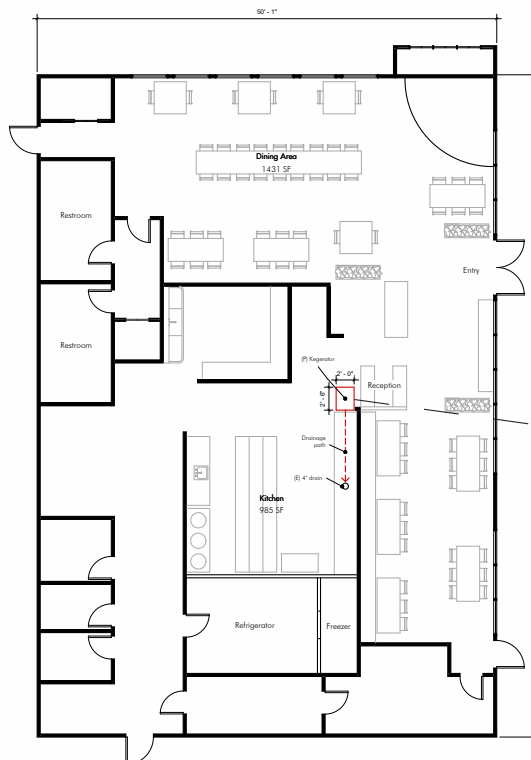 50' - 1"
Dining Area
1431 SF
Restroom
Entry
Restroom
(P) Kegerator
2' - 0"
Reception
2' - 6"
Drainage
path
(E) 4" drain
Kitchen
985 SF
Refrigerator
Freezer